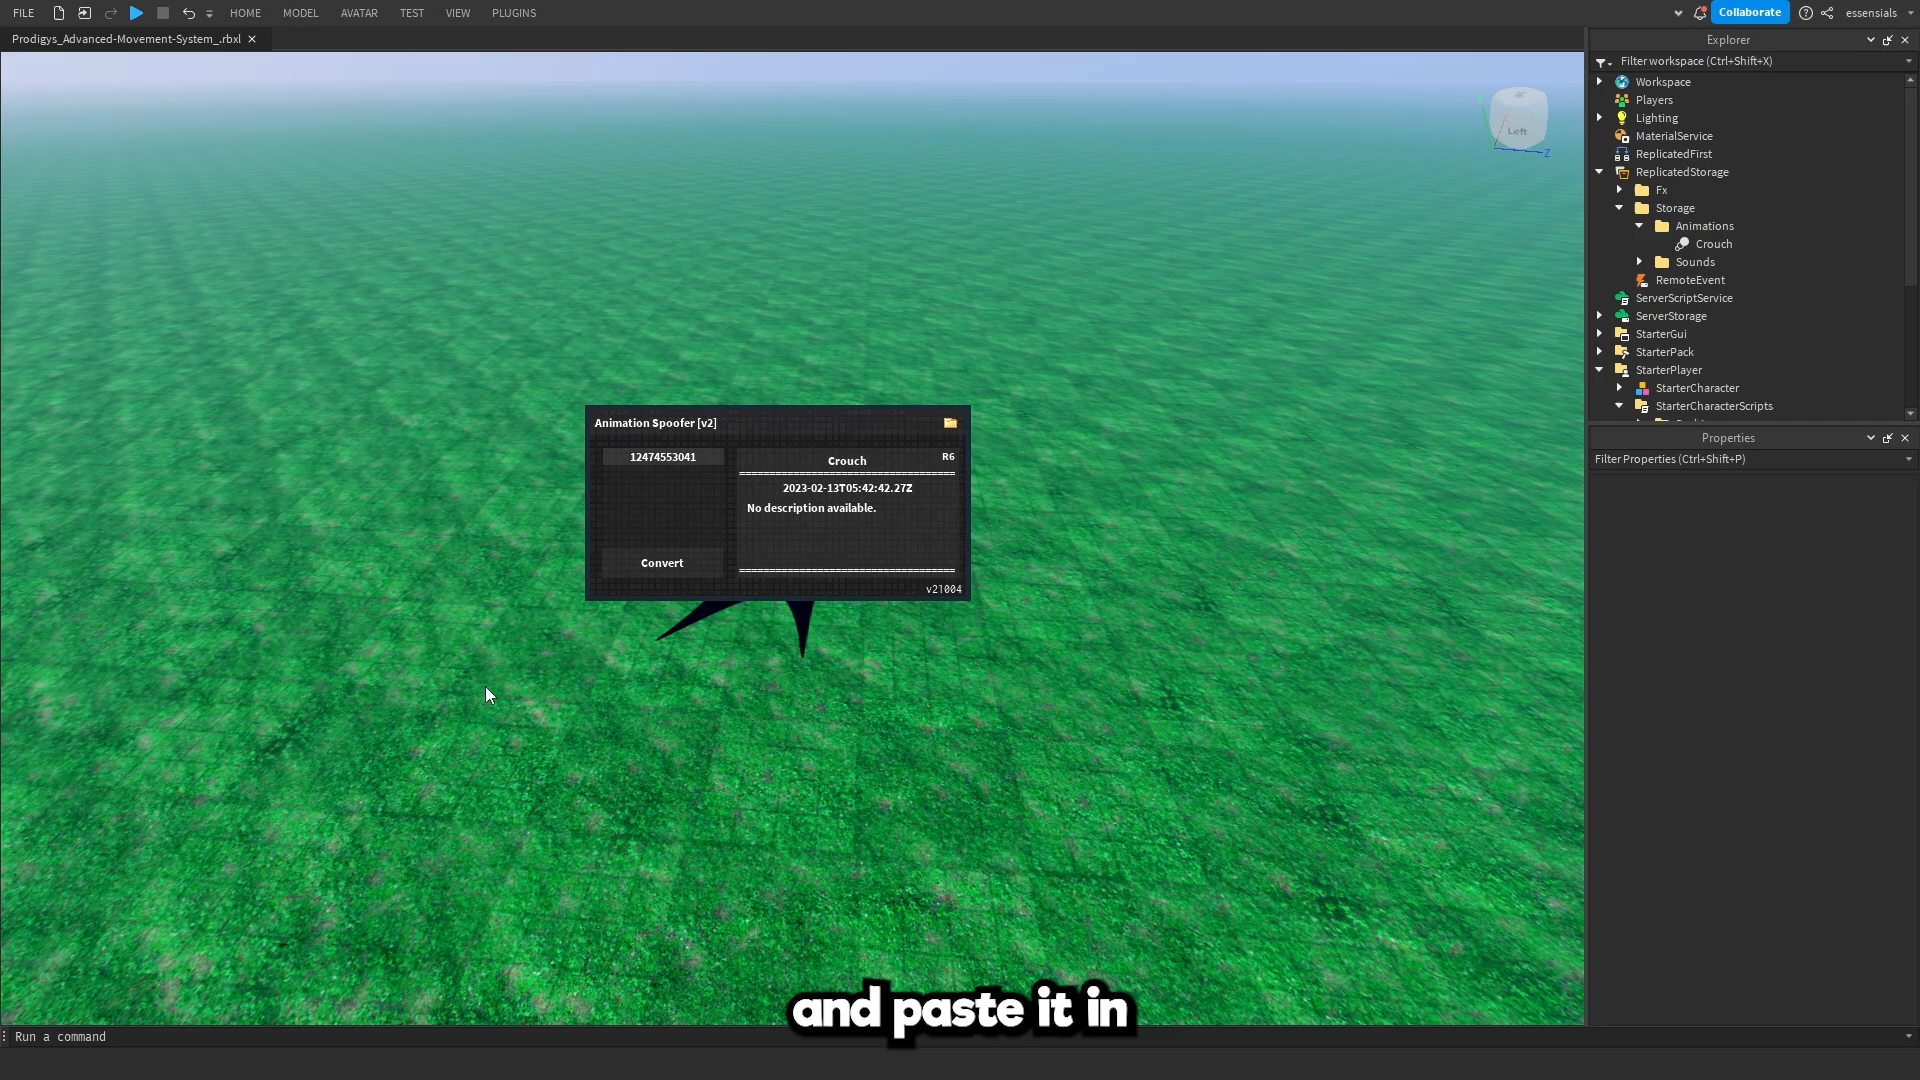 FILE HOME MODEL AVATAR TEST VIEW PLUGINS Collaborate essensials
Prodigys_Advanced-Movement-System_.rbxl
Left
Z
Explorer
Filter workspace (Ctrl+Shift+X)
Workspace
Players
Lighting
MaterialService
ReplicatedFirst
ReplicatedStorage
Fx
Storage
Animations
Crouch
Sounds
RemoteEvent
ServerScriptService
ServerStorage
StarterGui
StarterPack
StarterPlayer
StarterCharacter
StarterCharacterScripts
Properties
Filter Properties (Ctrl+Shift+P)
Animation Spoofer [v2]
12474553041
Convert
Crouch R6
====================================
2023-02-13T05:42:42.27Z
No description available.
====================================
v21004
and paste it in
Run a command